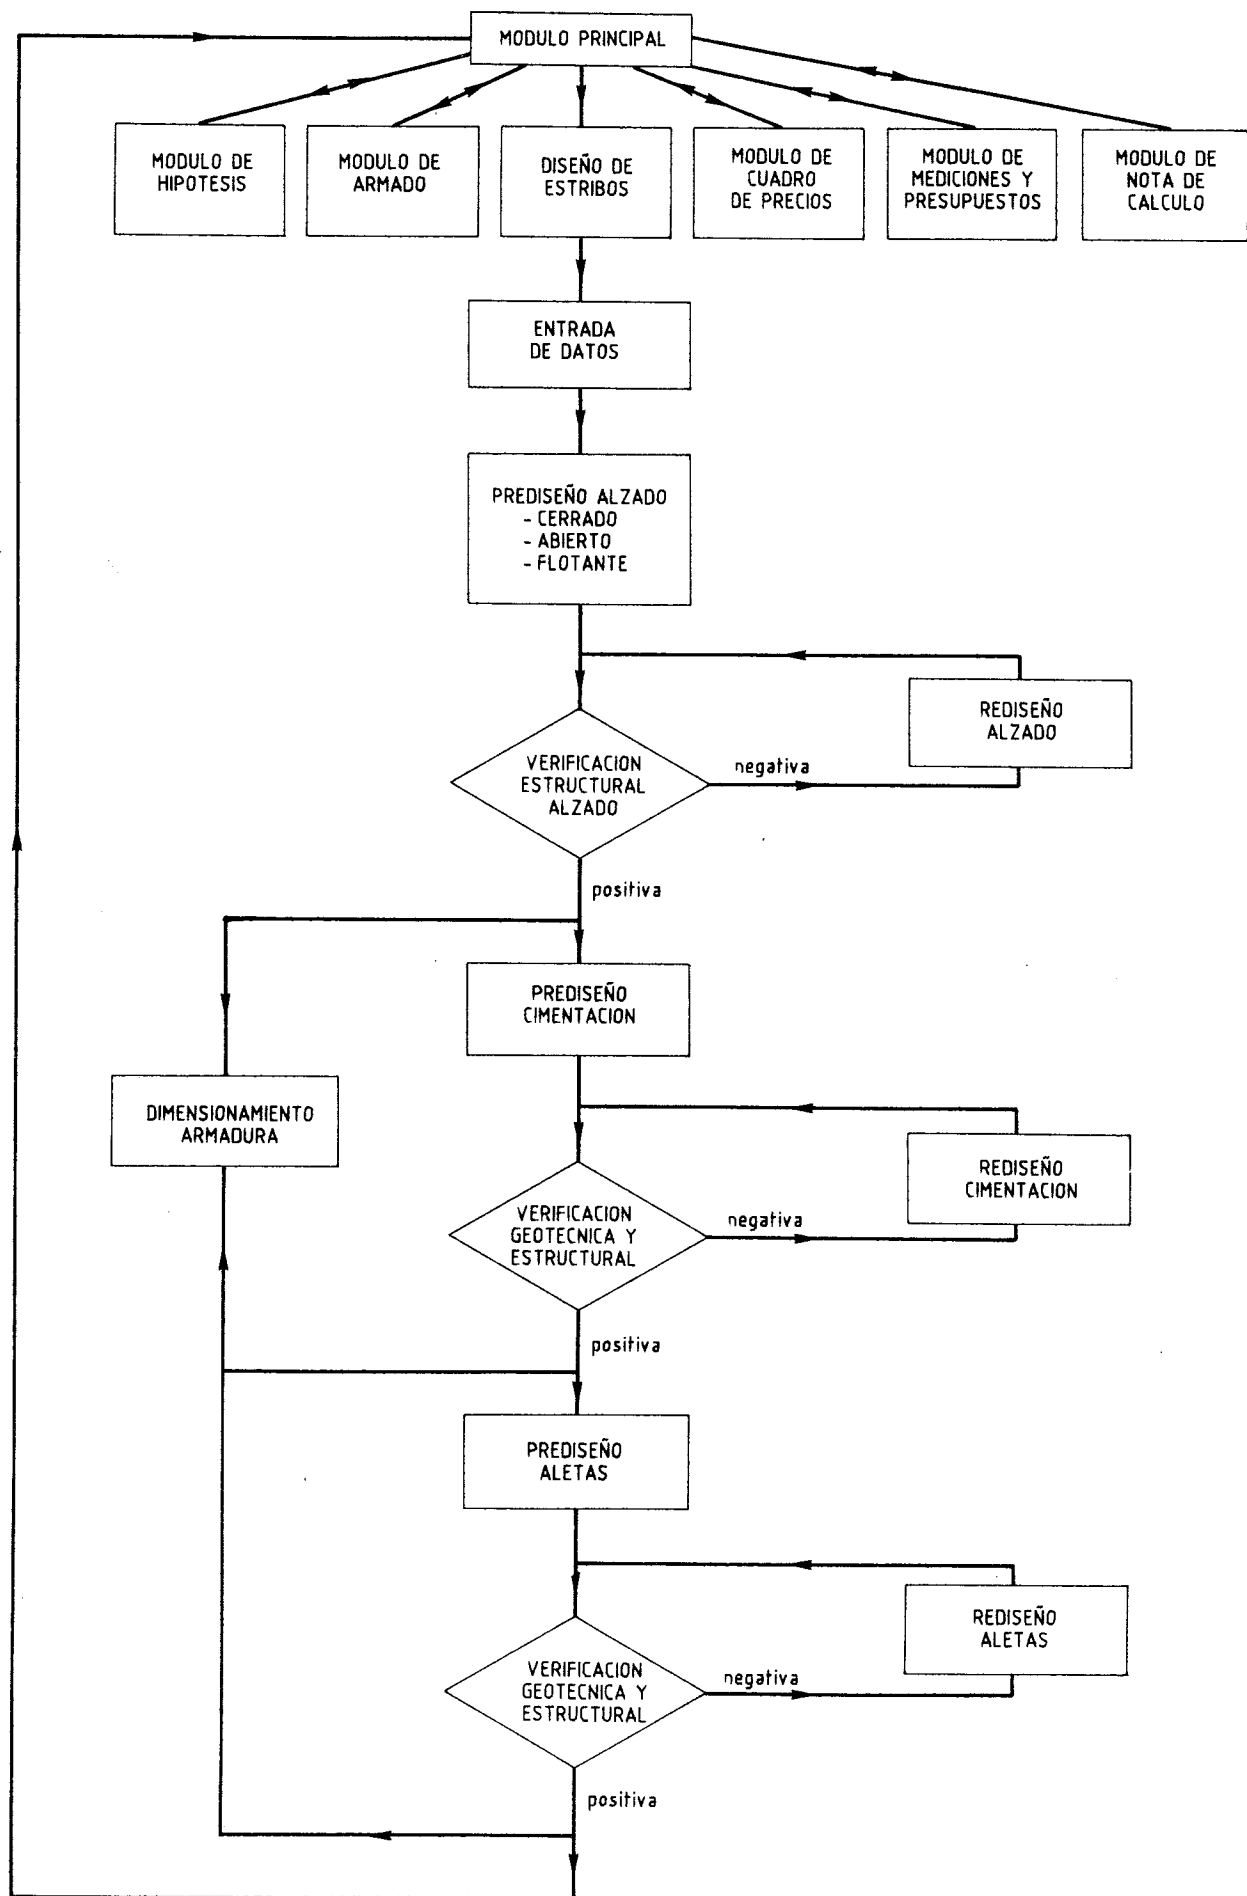 MODULO PRINCIPAL
MODULO DE
HIPOTESIS
MODULO DE
ARMADO
DISEÑO DE
ESTRIBOS
MODULO DE
CUADRO
DE PRECIOS
MODULO DE
MEDICIONES Y
PRESUPUESTOS
MODULO DE
NOTA DE
CALCULO
ENTRADA
DE DATOS
PREDISEÑO ALZADO
- CERRADO
- ABIERTO
- FLOTANTE
REDISEÑO
ALZADO
VERIFICACION
ESTRUCTURAL
ALZADO
negativa
positiva
PREDISEÑO
CIMENTACION
DIMENSIONAMIENTO
ARMADURA
REDISEÑO
CIMENTACION
VERIFICACION
GEOTECNICA Y
ESTRUCTURAL
negativa
positiva
PREDISEÑO
ALETAS
REDISEÑO
ALETAS
VERIFICACION
GEOTECNICA Y
ESTRUCTURAL
negativa
positiva